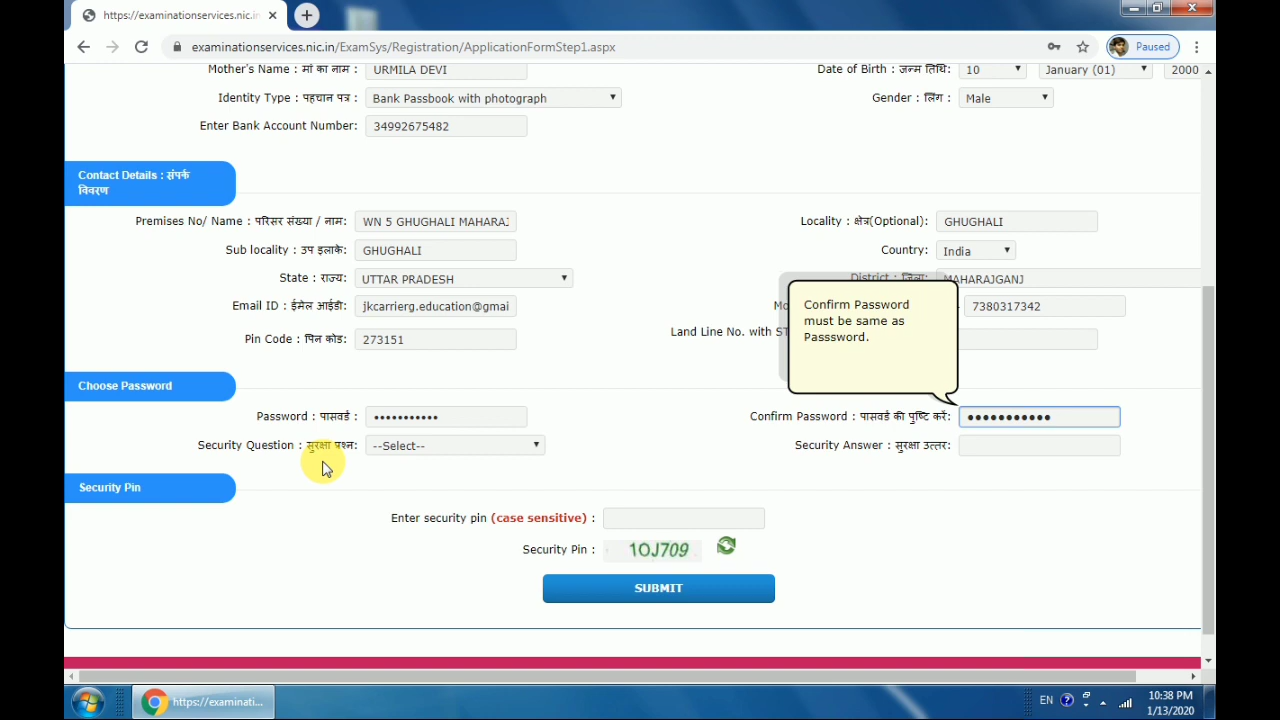 https://examinationservices.nic.in
examinationservices.nic.in/ExamSys/Registration/ApplicationFormStep1.aspx
Paused
Mother's Name : माँ का नाम : URMILA DEVI
Date of Birth : जन्म तिथि: 10 January (01) 2000
Identity Type : पहचान पत्र : Bank Passbook with photograph
Gender : लिंग : Male
Enter Bank Account Number: 34992675482
Contact Details : संपर्क
विवरण
Premises No/ Name : परिसर संख्या / नाम: WN 5 GHUGHALI MAHARAJ
Locality : क्षेत्र(Optional): GHUGHALI
Sub locality : उप इलाके: GHUGHALI
Country: India
State : राज्य: UTTAR PRADESH
District : जिला: MAHARAJGANJ
Email ID : ईमेल आईडी: jkcarrierg.education@gmai
Mo 7380317342
Pin Code : पिन कोड: 273151
Land Line No. with ST
Confirm Password
must be same as
Passsword.
Choose Password
Password : पासवर्ड : •••••••••••
Confirm Password : पासवर्ड की पुष्टि करें: •••••••••••
Security Question : सुरक्षा प्रश्न: --Select--
Security Answer : सुरक्षा उत्तर:
Security Pin
Enter security pin (case sensitive) :
Security Pin : 1OJ709
SUBMIT
https://examinati...
EN
10:38 PM
1/13/2020